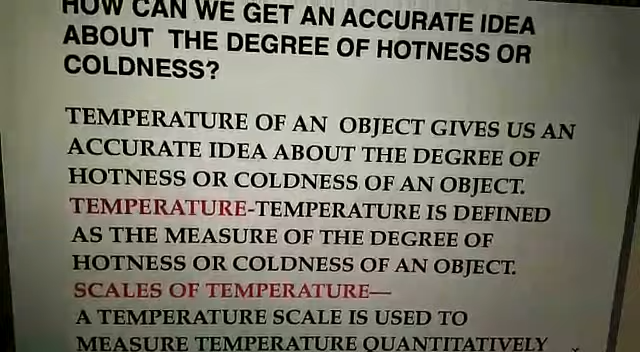 HOW CAN WE GET AN ACCURATE IDEA
ABOUT THE DEGREE OF HOTNESS OR
COLDNESS?
TEMPERATURE OF AN OBJECT GIVES US AN
ACCURATE IDEA ABOUT THE DEGREE OF
HOTNESS OR COLDNESS OF AN OBJECT.
TEMPERATURE-TEMPERATURE IS DEFINED
AS THE MEASURE OF THE DEGREE OF
HOTNESS OR COLDNESS OF AN OBJECT.
SCALES OF TEMPERATURE—
A TEMPERATURE SCALE IS USED TO
MEASURE TEMPERATURE QUANTITATIVELY